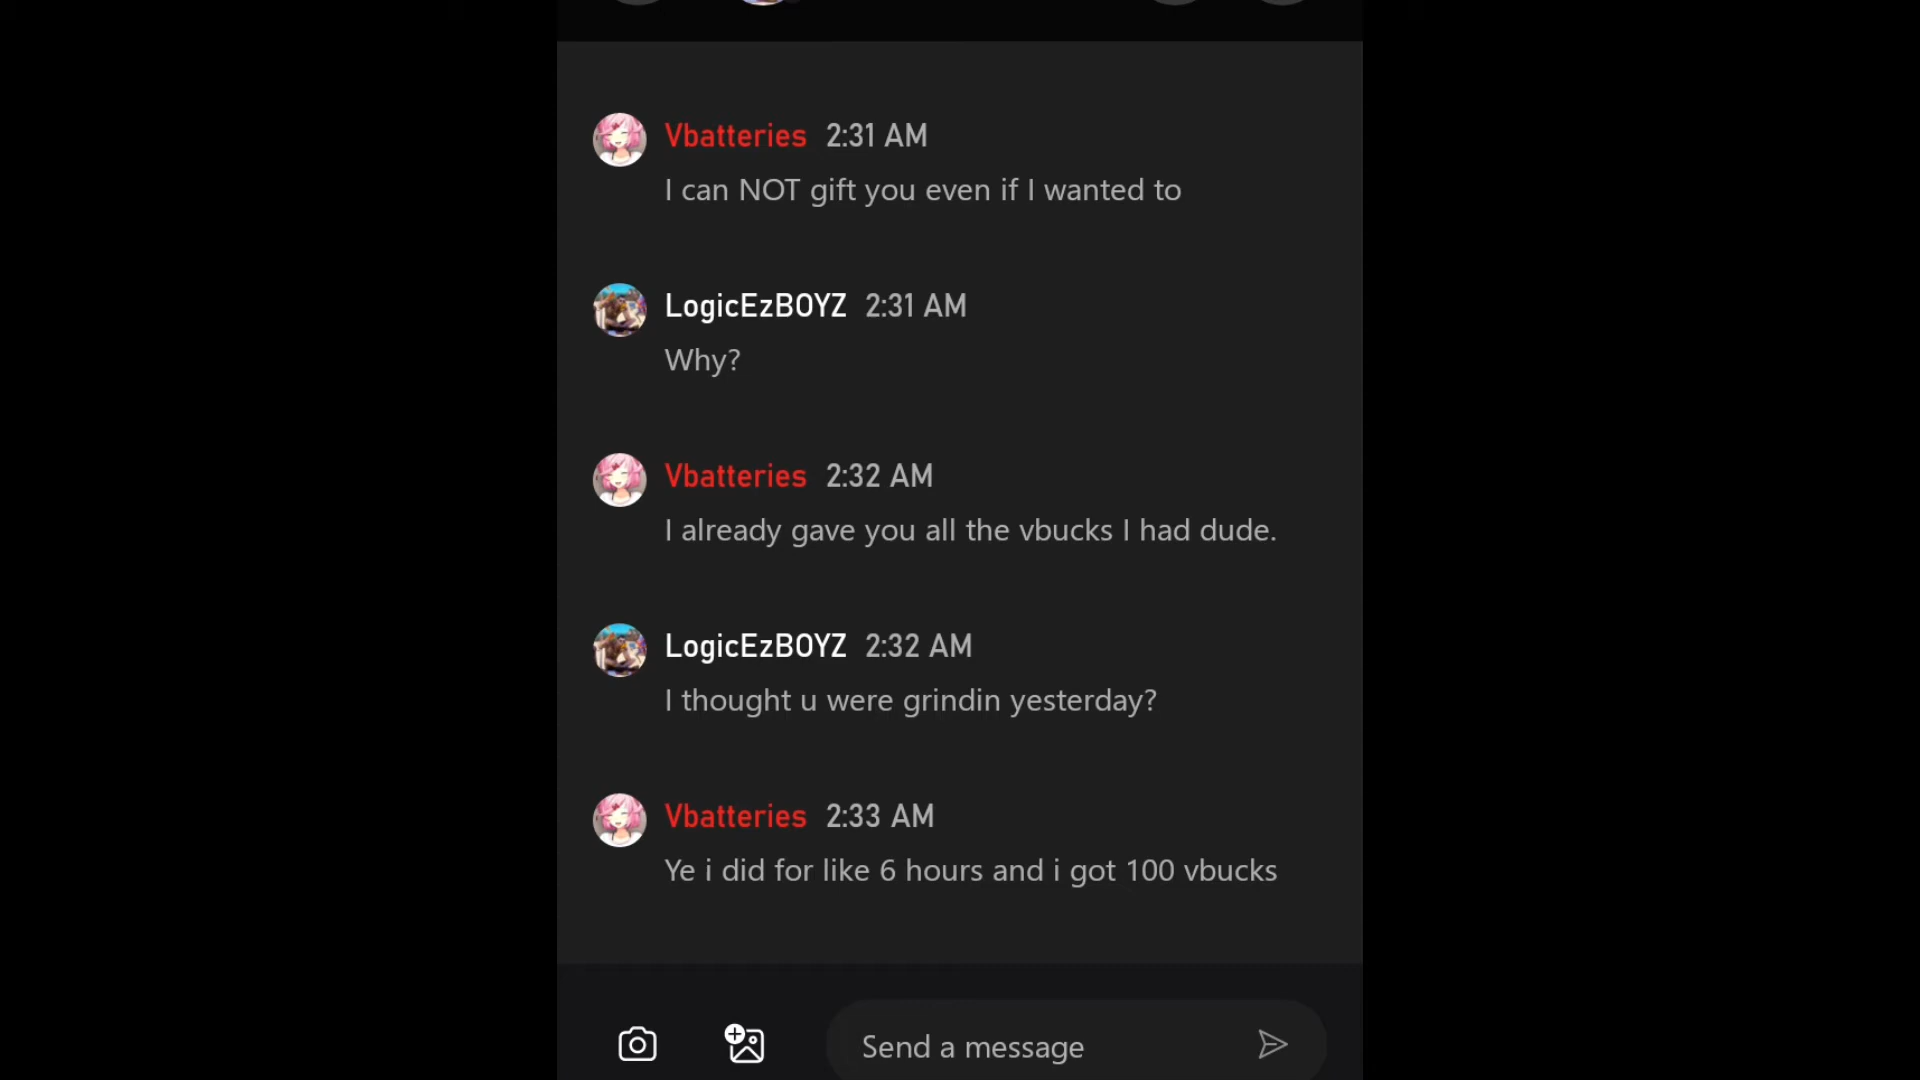 Vbatteries 2:31 AM
I can NOT gift you even if I wanted to
LogicEzBOYZ 2:31 AM
Why?
Vbatteries 2:32 AM
I already gave you all the vbucks I had dude.
LogicEzBOYZ 2:32 AM
I thought u were grindin yesterday?
Vbatteries 2:33 AM
Ye i did for like 6 hours and i got 100 vbucks
Send a message